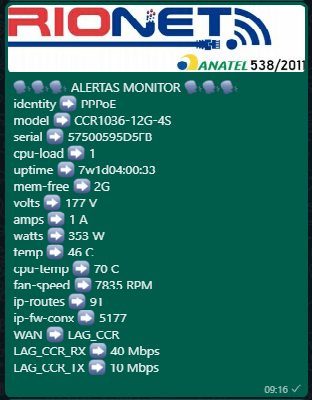 RIONET
ANATEL 538/2011
🗣🗣🗣 ALERTAS MONITOR 🗣🗣🗣
identity ➡ PPPoE
model ➡ CCR1036-12G-4S
serial ➡ 57500595D5FB
cpu-load ➡ 1
uptime ➡ 7w1d04:00:33
mem-free ➡ 2G
volts ➡ 177 V
amps ➡ 1 A
watts ➡ 353 W
temp ➡ 46 C
cpu-temp ➡ 70 C
fan-speed ➡ 7835 RPM
ip-routes ➡ 91
ip-fw-conx ➡ 5177
WAN ➡ LAG_CCR
LAG_CCR_RX ➡ 40 Mbps
LAG_CCR_TX ➡ 10 Mbps
09:16